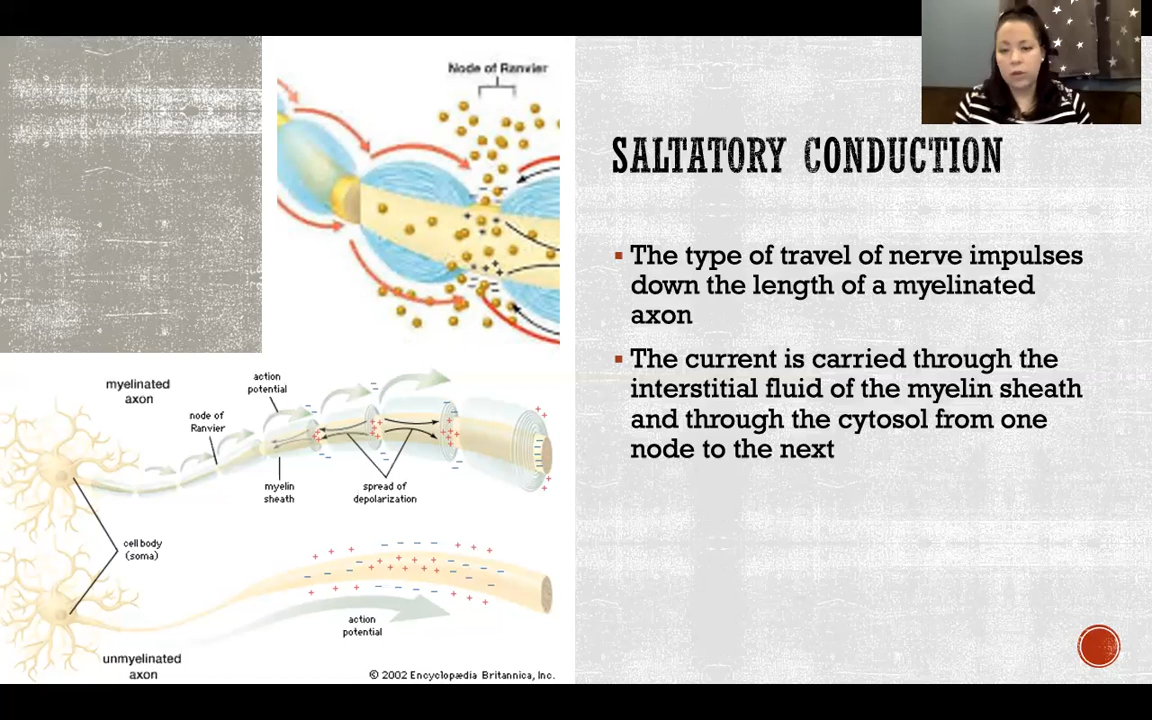 Node of Ranvier
SALTATORY CONDUCTION
▪ The type of travel of nerve impulses
down the length of a myelinated
axon
▪ The current is carried through the
interstitial fluid of the myelin sheath
and through the cytosol from one
node to the next
myelinated
axon
action
potential
node of
Ranvier
myelin
sheath
spread of
depolarization
cell body
(soma)
action
potential
unmyelinated
axon
© 2002 Encyclopædia Britannica, Inc.